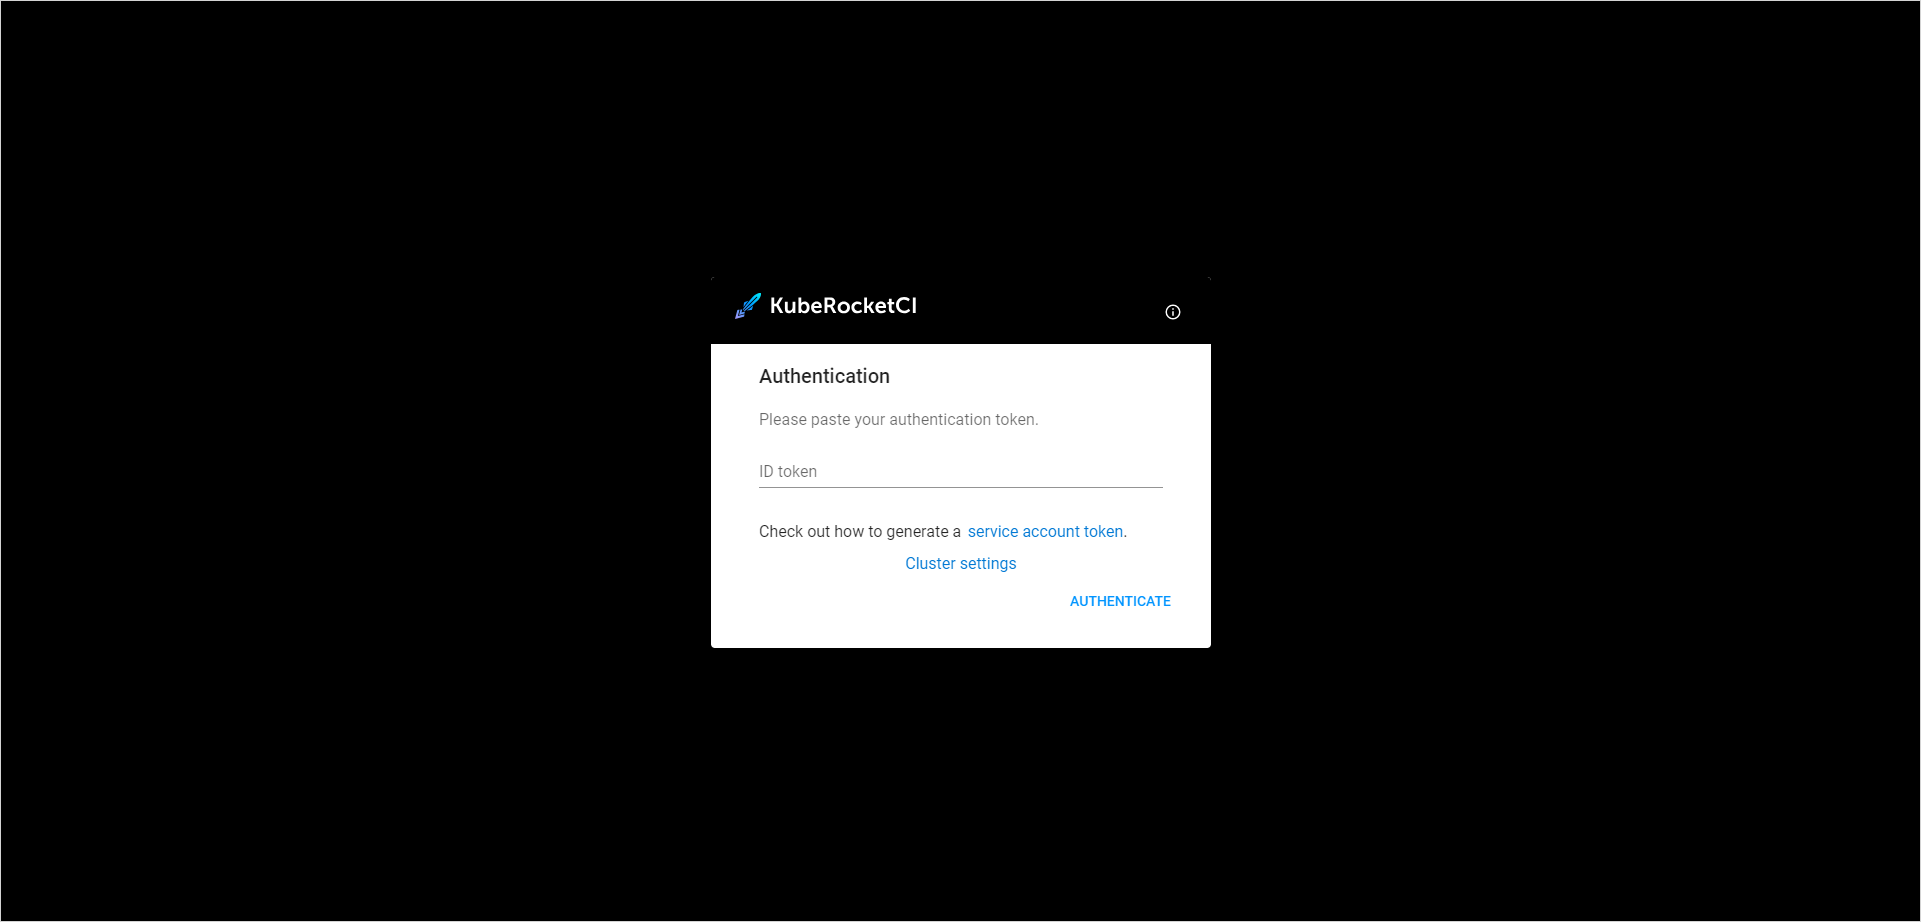 KubeRocketCI
Authentication
Please paste your authentication token.
ID token
Check out how to generate a service account token.
Cluster settings
AUTHENTICATE